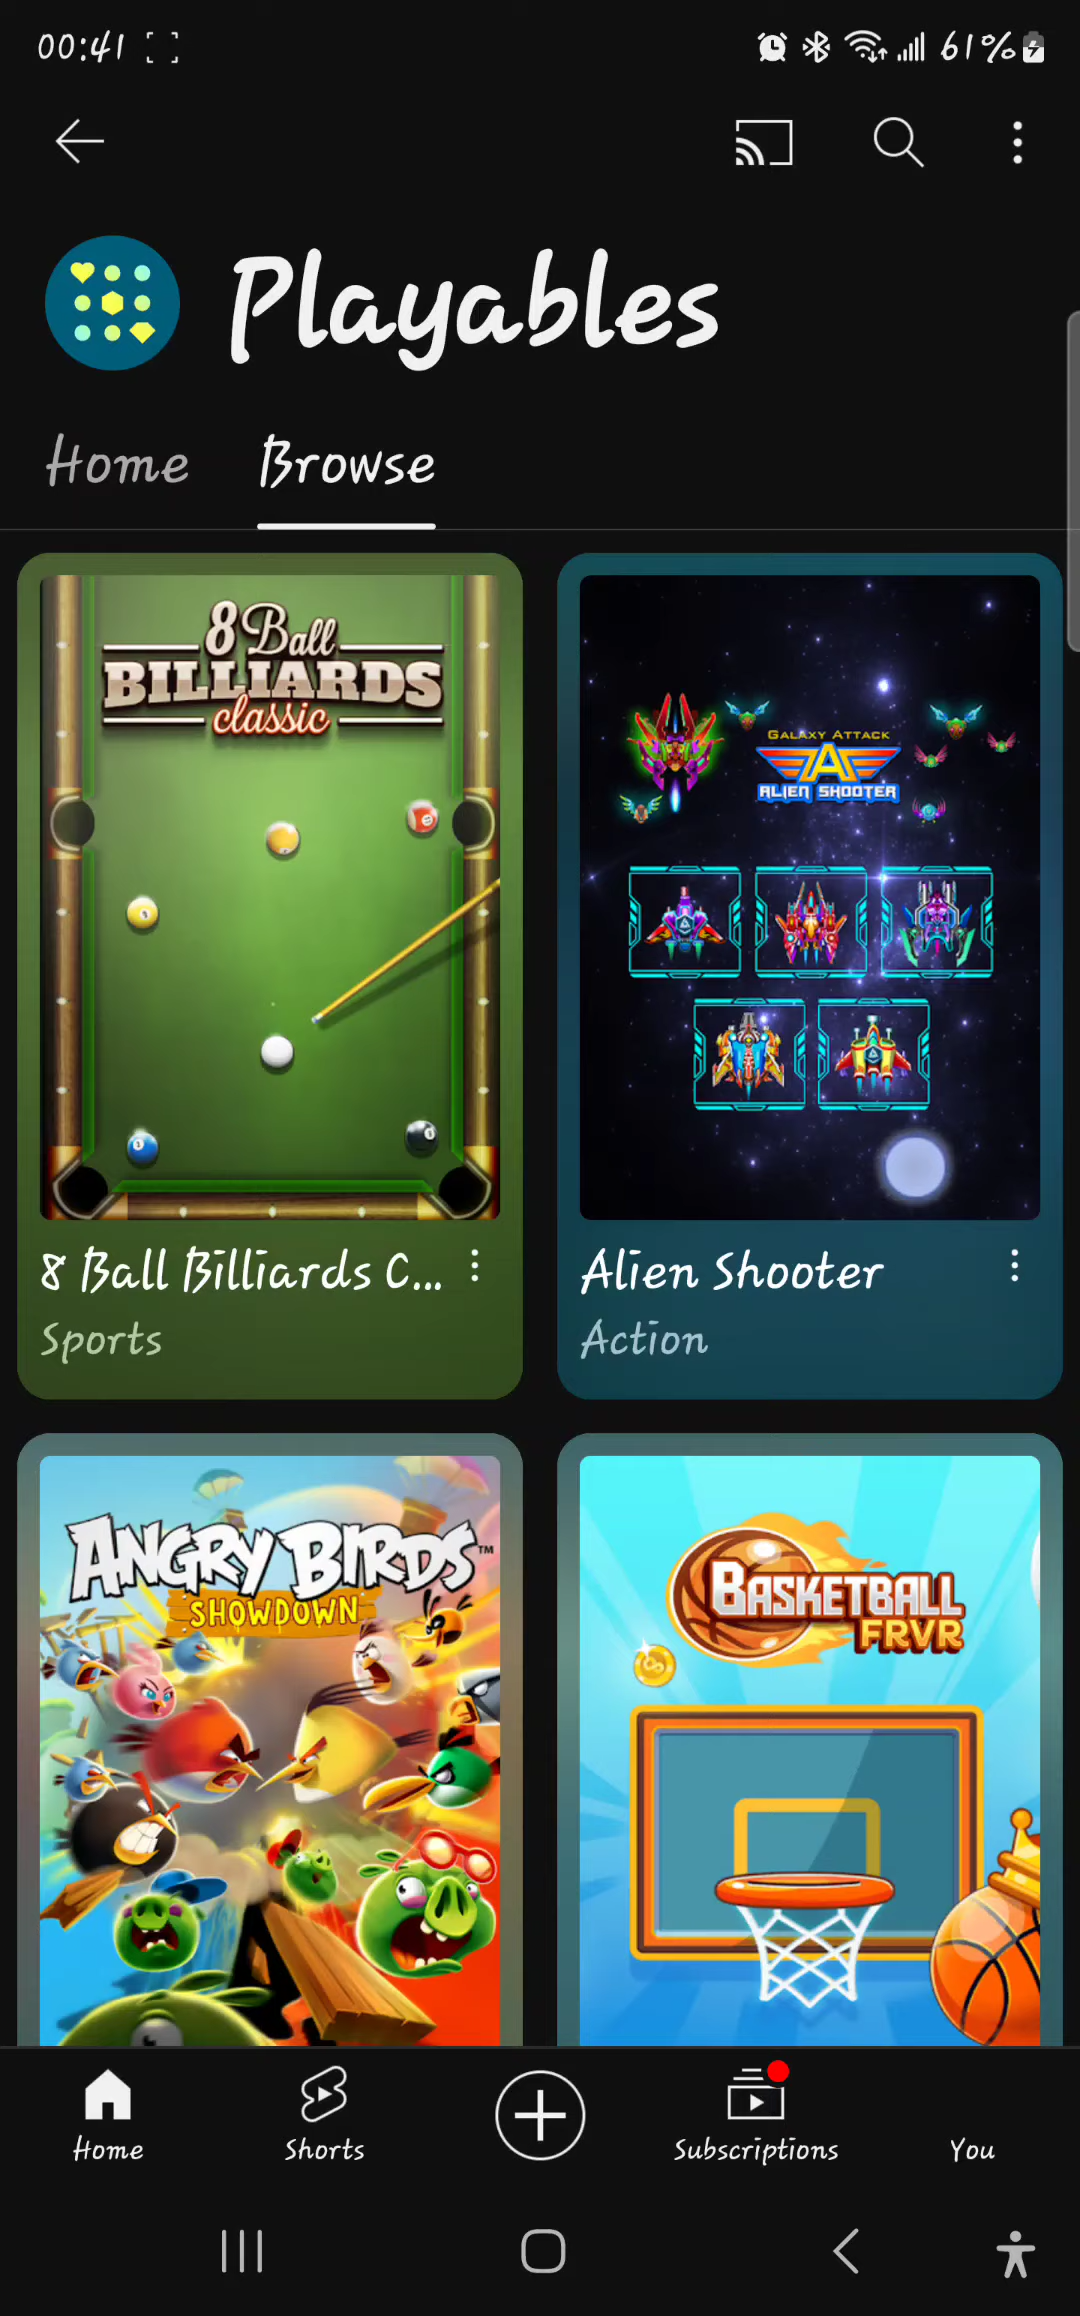 00:41
61%
Playables
Home
Browse
8 Ball
BILLIARDS
classic
GALAXY ATTACK
ALIEN SHOOTER
8 Ball Billiards C...
Sports
Alien Shooter
Action
ANGRY BIRDS™
SHOWDOWN
BASKETBALL
FRVR
Home
Shorts
Subscriptions
You